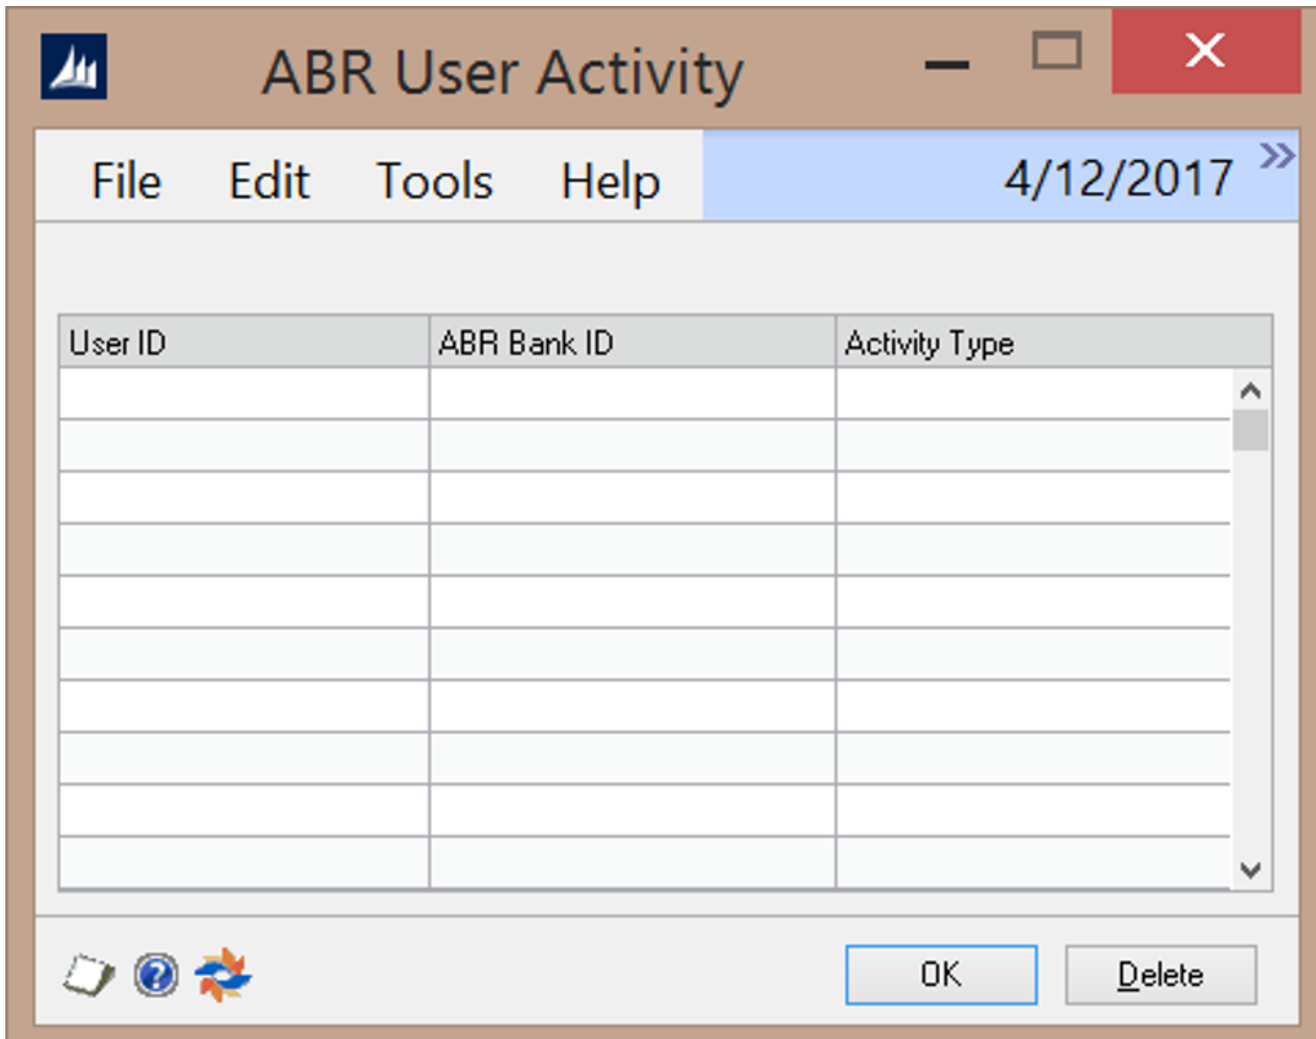 ABR User Activity
File Edit Tools Help 4/12/2017 »
User ID ABR Bank ID Activity Type
OK Delete